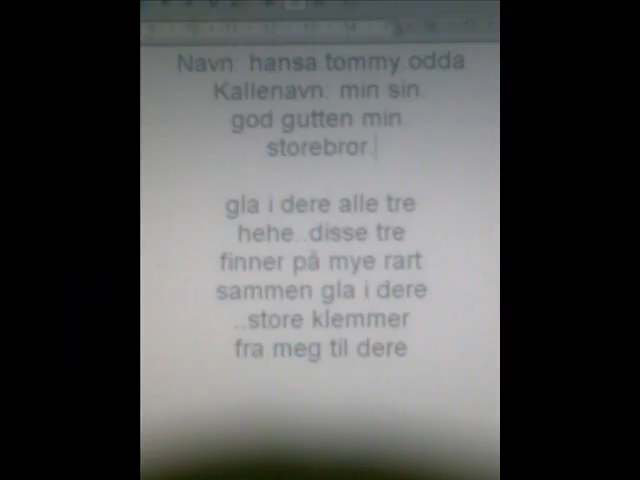 Navn: hansa.tommy.odda
Kallenavn: min sin.
god gutten min
storebror.
gla i dere alle tre
hehe..disse tre
finner på mye rart
sammen gla i dere
..store klemmer
fra meg til dere